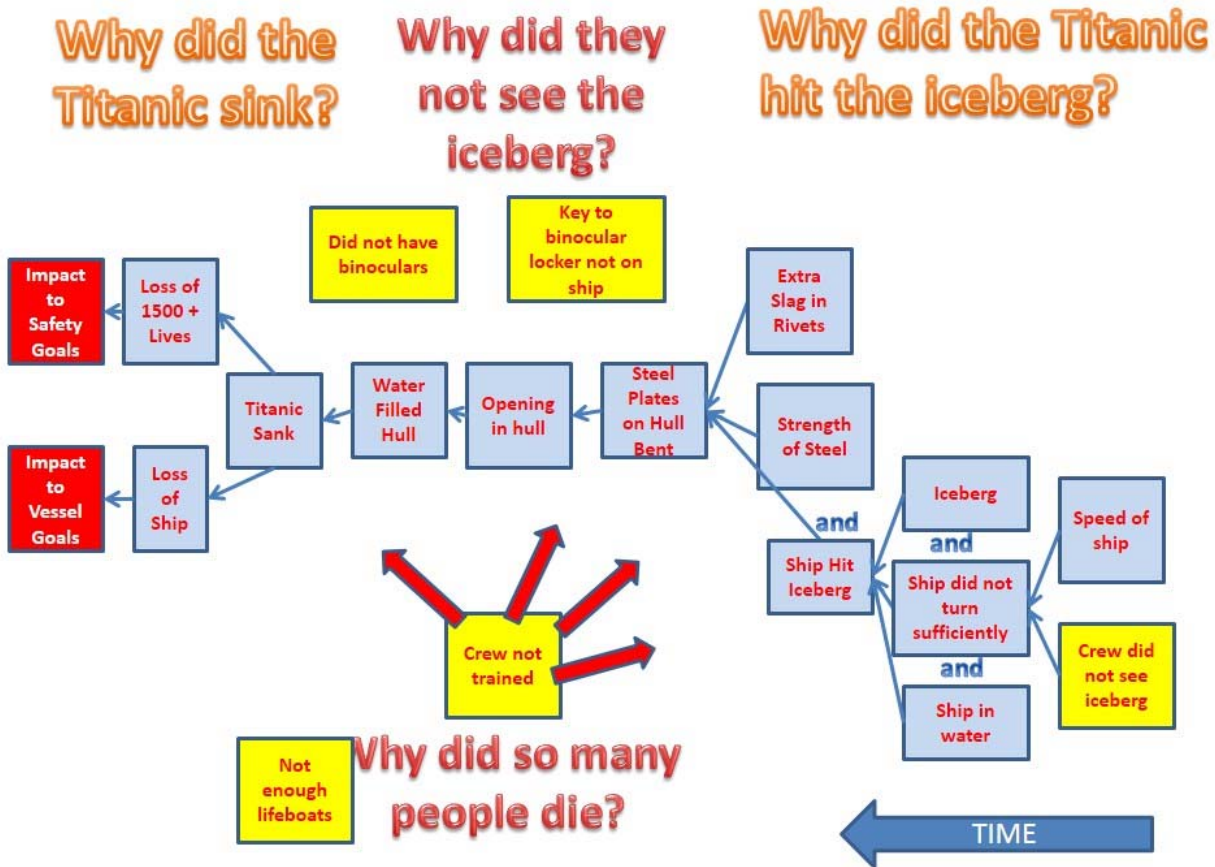 Why did the
Titanic sink?
Why did they
not see the
iceberg?
Why did the Titanic
hit the iceberg?
Did not have
binoculars
Key to
binocular
locker not on
ship
Impact
to
Safety
Goals
Loss of
1500 +
Lives
Extra
Slag in
Rivets
Titanic
Sank
Water
Filled
Hull
Opening
in hull
Steel
Plates
on Hull
Bent
Strength
of Steel
Impact
to
Vessel
Goals
Loss
of
Ship
and
Iceberg
and
Speed of
ship
Ship Hit
Iceberg
Ship did not
turn
sufficiently
and
Crew not
trained
Crew did
not see
iceberg
Ship in
water
Not
enough
lifeboats
Why did so many
people die?
TIME